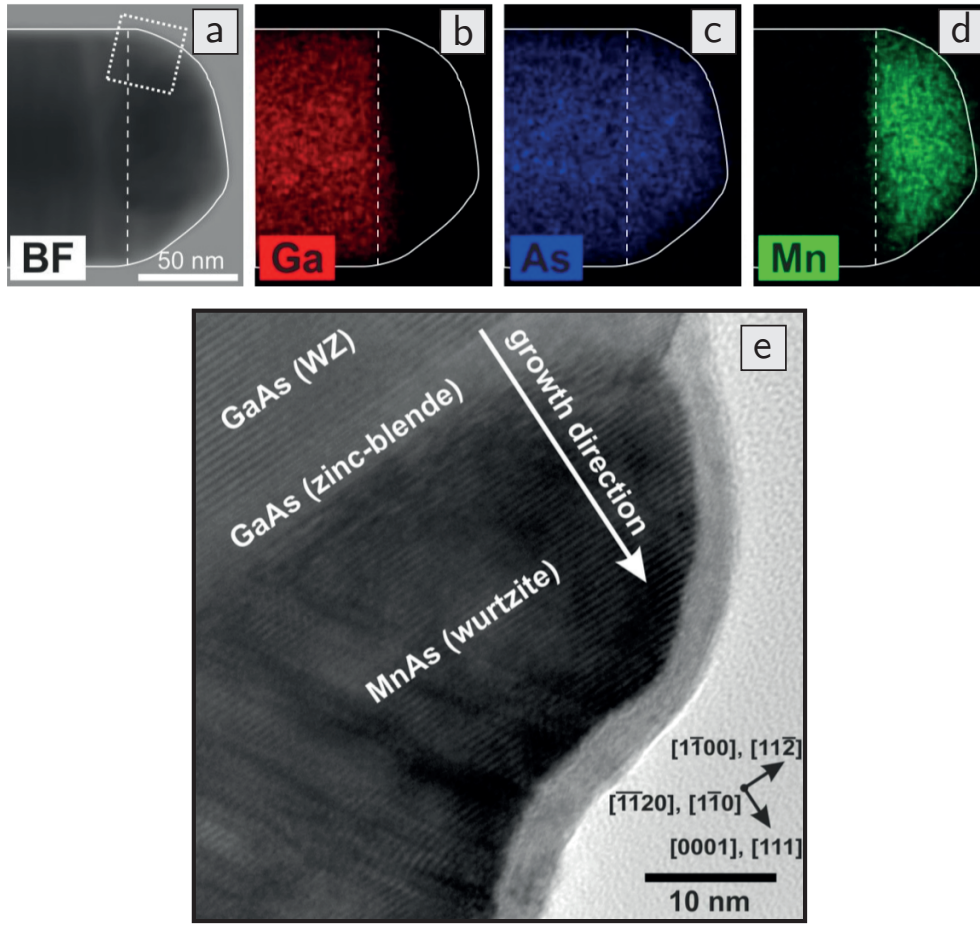 a
b
c
d
BF
50 nm
Ga
As
Mn
e
GaAs (WZ)
growth direction
GaAs (zinc-blende)
MnAs (wurtzite)
[11̅00], [112̅]
[1̅1̅20], [11̅0]
[0001], [111]
10 nm